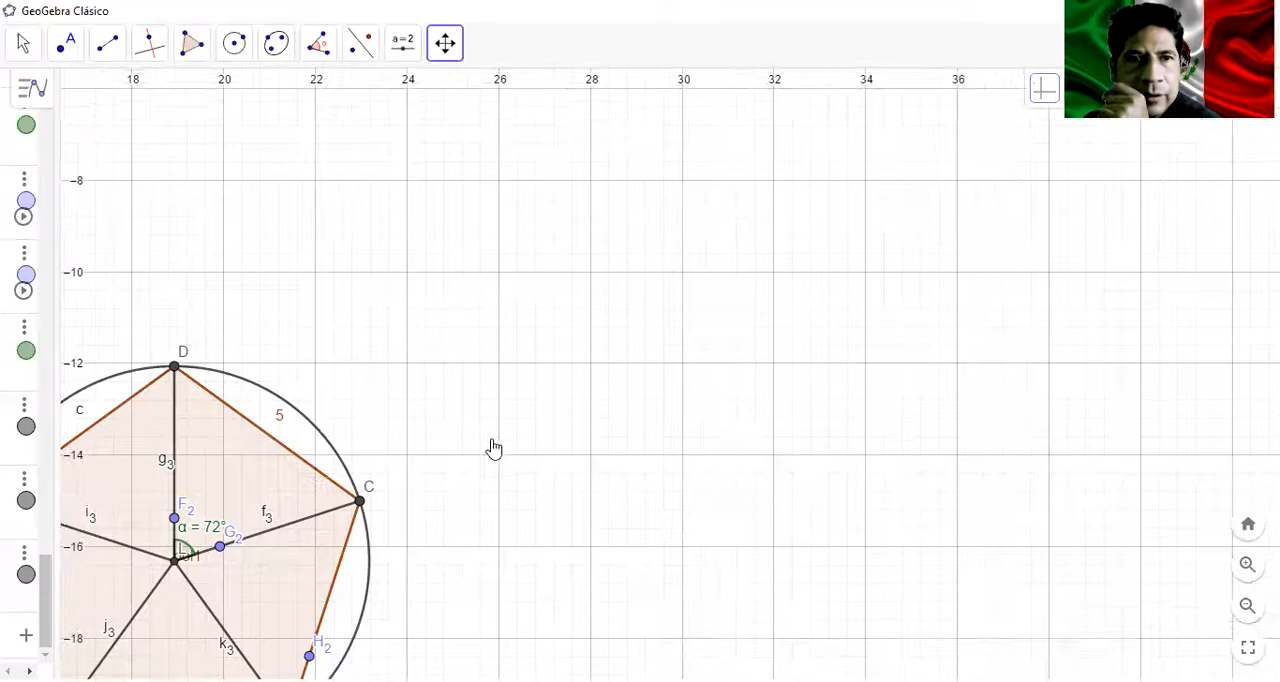 GeoGebra Clásico
A
a=2
18 20 22 24 26 28 30 32 34 36
-8
-10
-12
D
c
5
-14
g3
C
i3
F2
f3
α = 72°
G2
-16
j3
k3
-18
H2